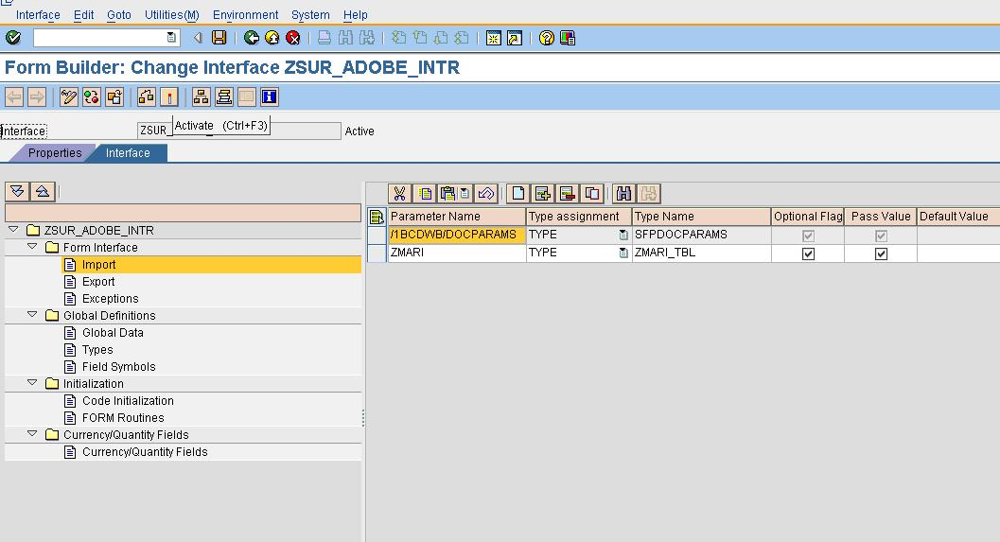 Interface Edit Goto Utilities(M) Environment System Help
Form Builder: Change Interface ZSUR_ADOBE_INTR
Interface ZSUR_ Active
Activate (Ctrl+F3)
Properties Interface
Parameter Name Type assignment Type Name Optional Flag Pass Value Default Value
/1BCDWB/DOCPARAMS TYPE SFPDOCPARAMS
ZMARI TYPE ZMARI_TBL
ZSUR_ADOBE_INTR
Form Interface
Import
Export
Exceptions
Global Definitions
Global Data
Types
Field Symbols
Initialization
Code Initialization
FORM Routines
Currency/Quantity Fields
Currency/Quantity Fields